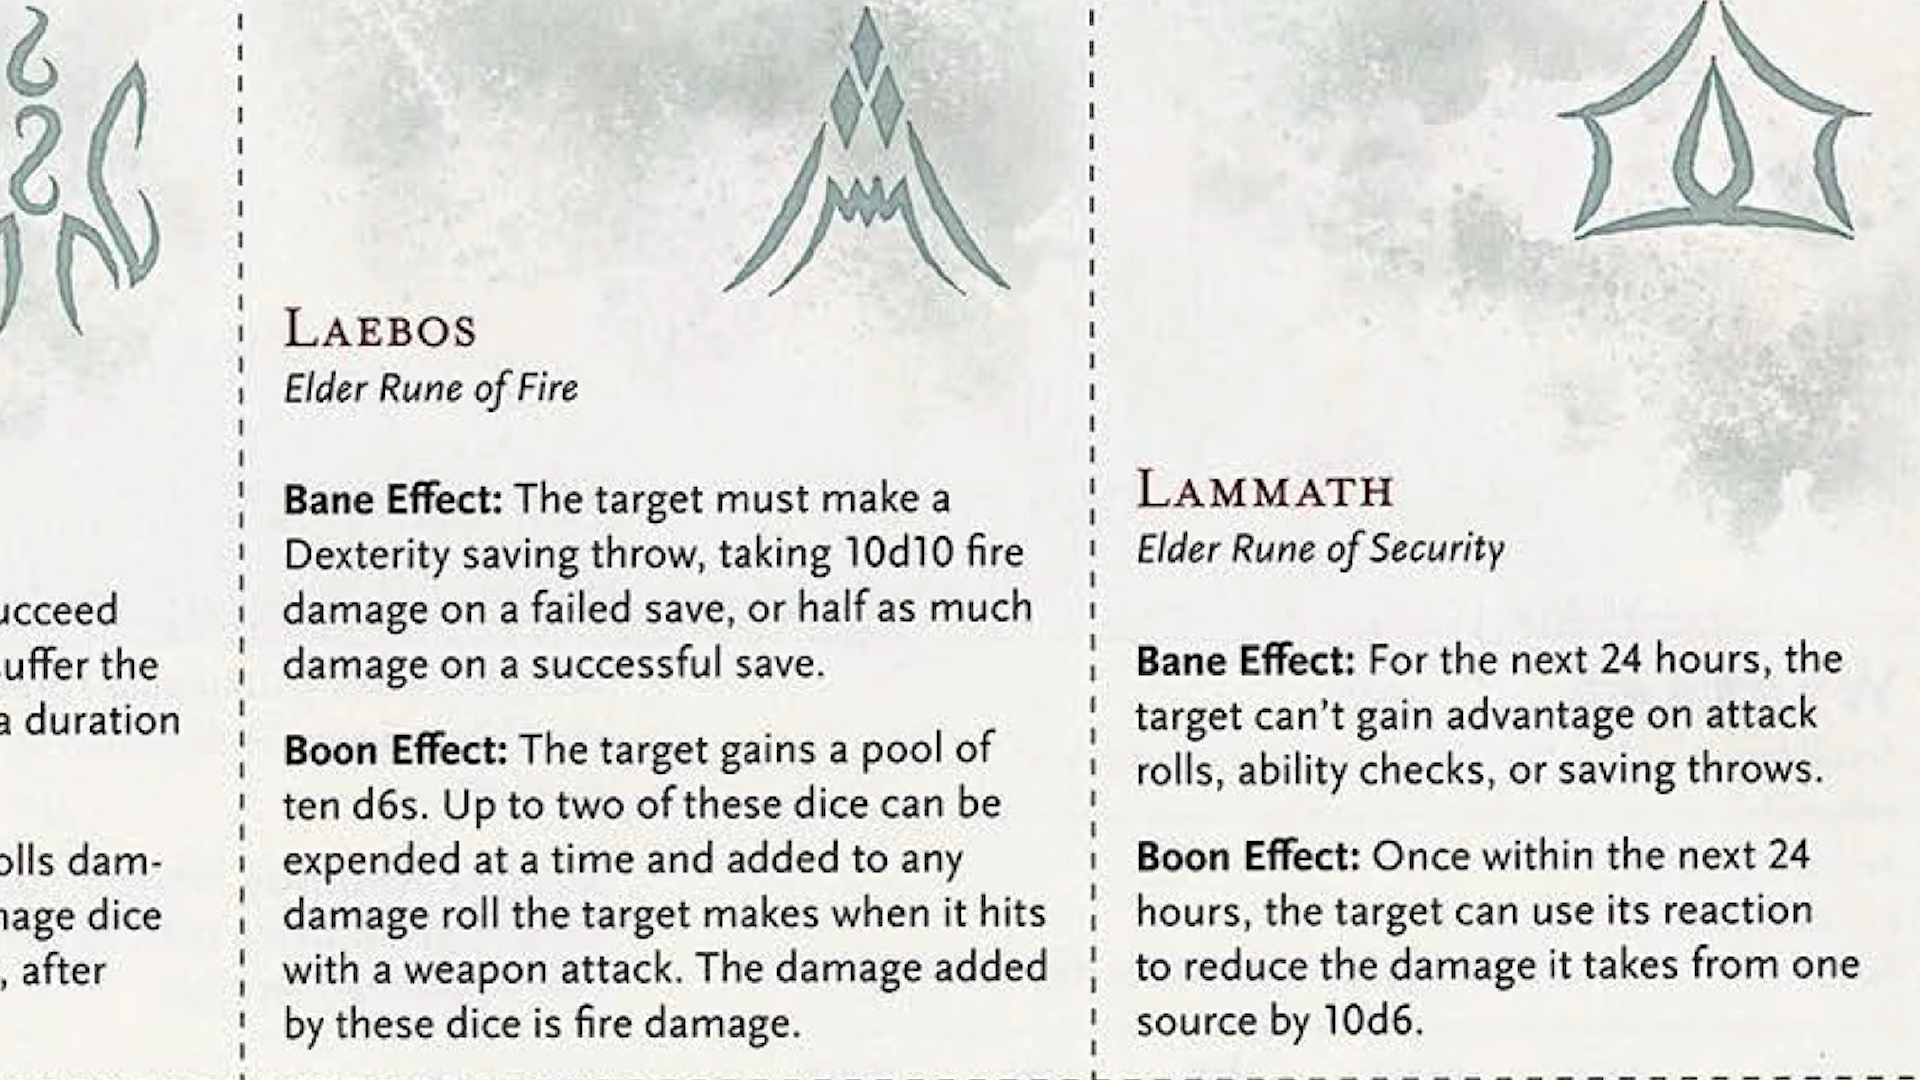 ucceed
uffer the
a duration
olls dam-
nage dice
, after
LAEBOS
Elder Rune of Fire
Bane Effect: The target must make a
Dexterity saving throw, taking 10d10 fire
damage on a failed save, or half as much
damage on a successful save.
Boon Effect: The target gains a pool of
ten d6s. Up to two of these dice can be
expended at a time and added to any
damage roll the target makes when it hits
with a weapon attack. The damage added
by these dice is fire damage.
LAMMATH
Elder Rune of Security
Bane Effect: For the next 24 hours, the
target can't gain advantage on attack
rolls, ability checks, or saving throws.
Boon Effect: Once within the next 24
hours, the target can use its reaction
to reduce the damage it takes from one
source by 10d6.